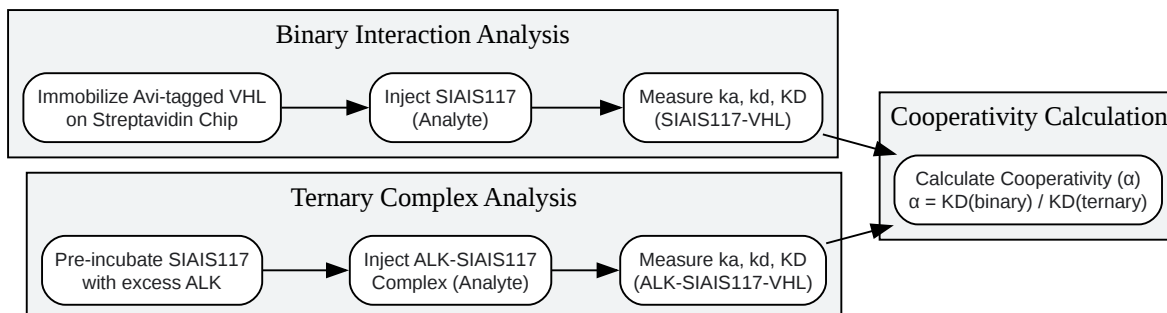 Binary Interaction Analysis
Immobilize Avi-tagged VHL
on Streptavidin Chip
Inject SIAIS117
(Analyte)
Measure ka, kd, KD
(SIAIS117-VHL)
Ternary Complex Analysis
Pre-incubate SIAIS117
with excess ALK
Inject ALK-SIAIS117
Complex (Analyte)
Measure ka, kd, KD
(ALK-SIAIS117-VHL)
Cooperativity Calculation
Calculate Cooperativity (α)
α = KD(binary) / KD(ternary)